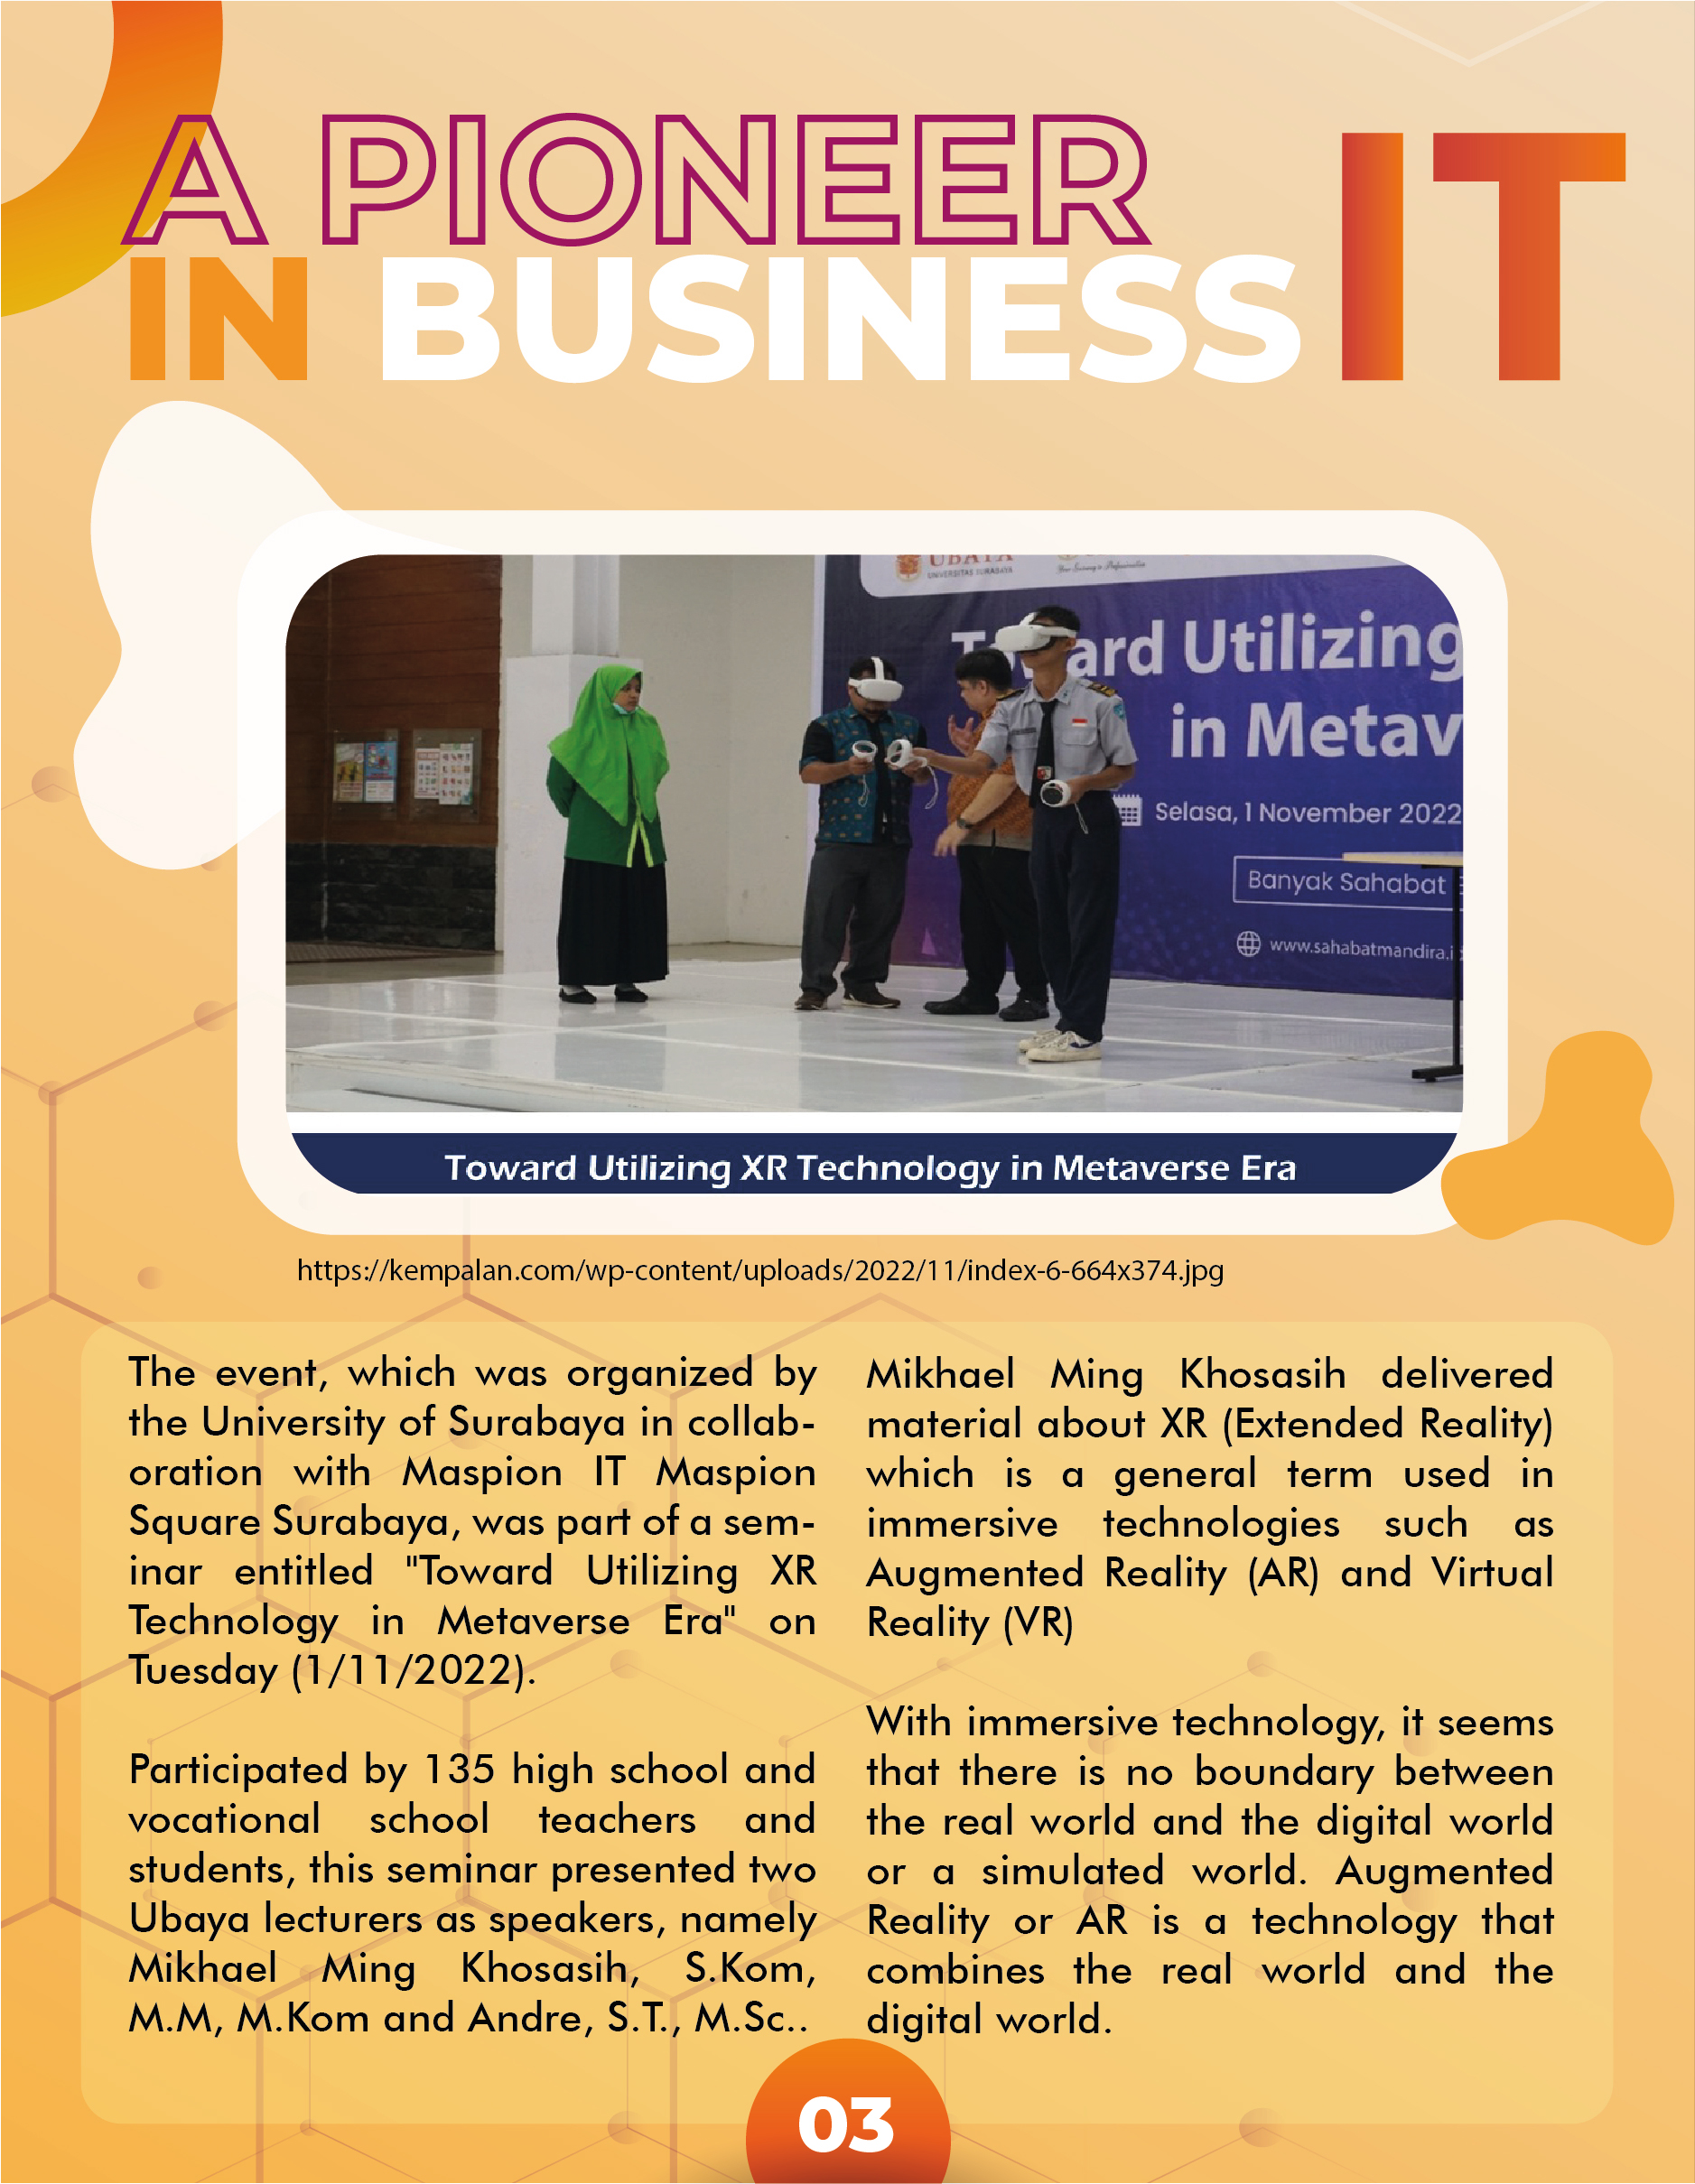 A PIONEER
IN BUSINESS IT
UBAYA
UNIVERSITAS SURABAYA
Toward Utilizing
in Metav
Selasa, 1 November 2022
Banyak Sahabat
www.sahabatmandira.i
Toward Utilizing XR Technology in Metaverse Era
https://kempalan.com/wp-content/uploads/2022/11/index-6-664x374.jpg
The event, which was organized by
the University of Surabaya in collab-
oration with Maspion IT Maspion
Square Surabaya, was part of a sem-
inar entitled "Toward Utilizing XR
Technology in Metaverse Era" on
Tuesday (1/11/2022).
Participated by 135 high school and
vocational school teachers and
students, this seminar presented two
Ubaya lecturers as speakers, namely
Mikhael Ming Khosasih, S.Kom,
M.M, M.Kom and Andre, S.T., M.Sc..
Mikhael Ming Khosasih delivered
material about XR (Extended Reality)
which is a general term used in
immersive technologies such as
Augmented Reality (AR) and Virtual
Reality (VR)
With immersive technology, it seems
that there is no boundary between
the real world and the digital world
or a simulated world. Augmented
Reality or AR is a technology that
combines the real world and the
digital world.
03